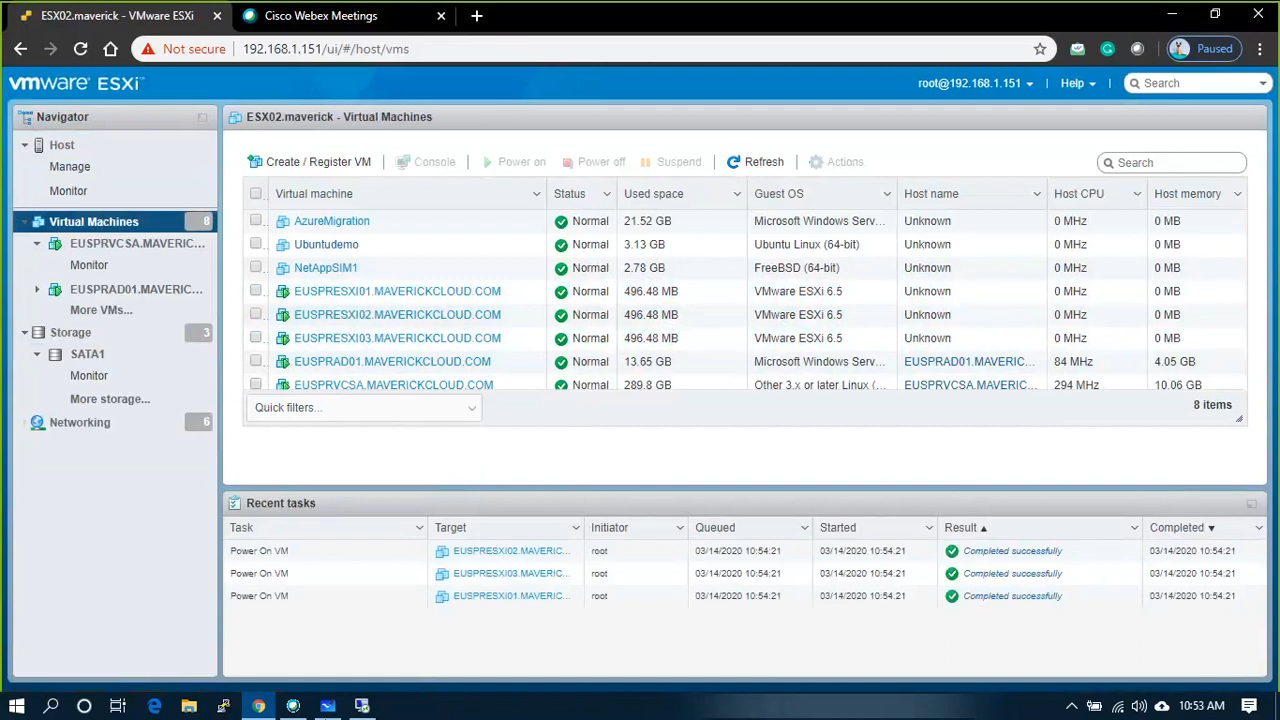 ESX02.maverick - VMware ESXi
Cisco Webex Meetings
Not secure
192.168.1.151/ui/#/host/vms
Paused
vmware ESXi
root@192.168.1.151
Help
Search
Navigator
Host
Manage
Monitor
Virtual Machines 8
EUSPRVCSA.MAVERIC...
Monitor
EUSPRAD01.MAVERIC...
More VMs...
Storage 3
SATA1
Monitor
More storage...
Networking 6
ESX02.maverick - Virtual Machines
Create / Register VM Console Power on Power off Suspend Refresh Actions Search
Virtual machine Status Used space Guest OS Host name Host CPU Host memory
AzureMigration Normal 21.52 GB Microsoft Windows Serv... Unknown 0 MHz 0 MB
Ubuntudemo Normal 3.13 GB Ubuntu Linux (64-bit) Unknown 0 MHz 0 MB
NetAppSIM1 Normal 2.78 GB FreeBSD (64-bit) Unknown 0 MHz 0 MB
EUSPRESXI01.MAVERICKCLOUD.COM Normal 496.48 MB VMware ESXi 6.5 Unknown 0 MHz 0 MB
EUSPRESXI02.MAVERICKCLOUD.COM Normal 496.48 MB VMware ESXi 6.5 Unknown 0 MHz 0 MB
EUSPRESXI03.MAVERICKCLOUD.COM Normal 496.48 MB VMware ESXi 6.5 Unknown 0 MHz 0 MB
EUSPRAD01.MAVERICKCLOUD.COM Normal 13.65 GB Microsoft Windows Serv... EUSPRAD01.MAVERIC... 84 MHz 4.05 GB
EUSPRVCSA.MAVERICKCLOUD.COM Normal 289.8 GB Other 3.x or later Linux (... EUSPRVCSA.MAVERIC... 294 MHz 10.06 GB
Quick filters...
8 items
Recent tasks
Task Target Initiator Queued Started Result Completed
Power On VM EUSPRESXI02.MAVERIC... root 03/14/2020 10:54:21 03/14/2020 10:54:21 Completed successfully 03/14/2020 10:54:21
Power On VM EUSPRESXI03.MAVERIC... root 03/14/2020 10:54:21 03/14/2020 10:54:21 Completed successfully 03/14/2020 10:54:21
Power On VM EUSPRESXI01.MAVERIC... root 03/14/2020 10:54:21 03/14/2020 10:54:21 Completed successfully 03/14/2020 10:54:21
10:53 AM